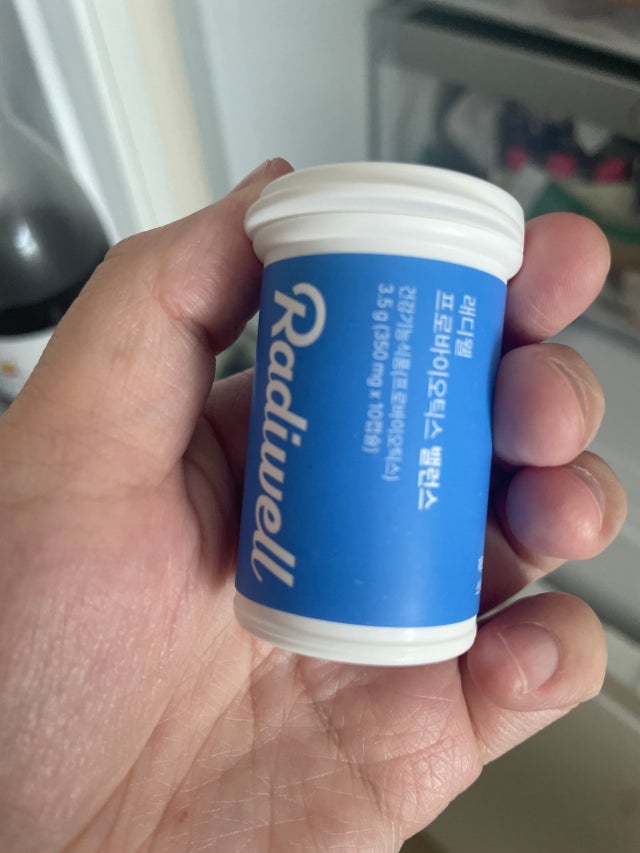 래디웰
프로바이오틱스 밸런스
건강기능식품(프로바이오틱스)
3.5 g (350 mg x 10캡슐)
Radiwell